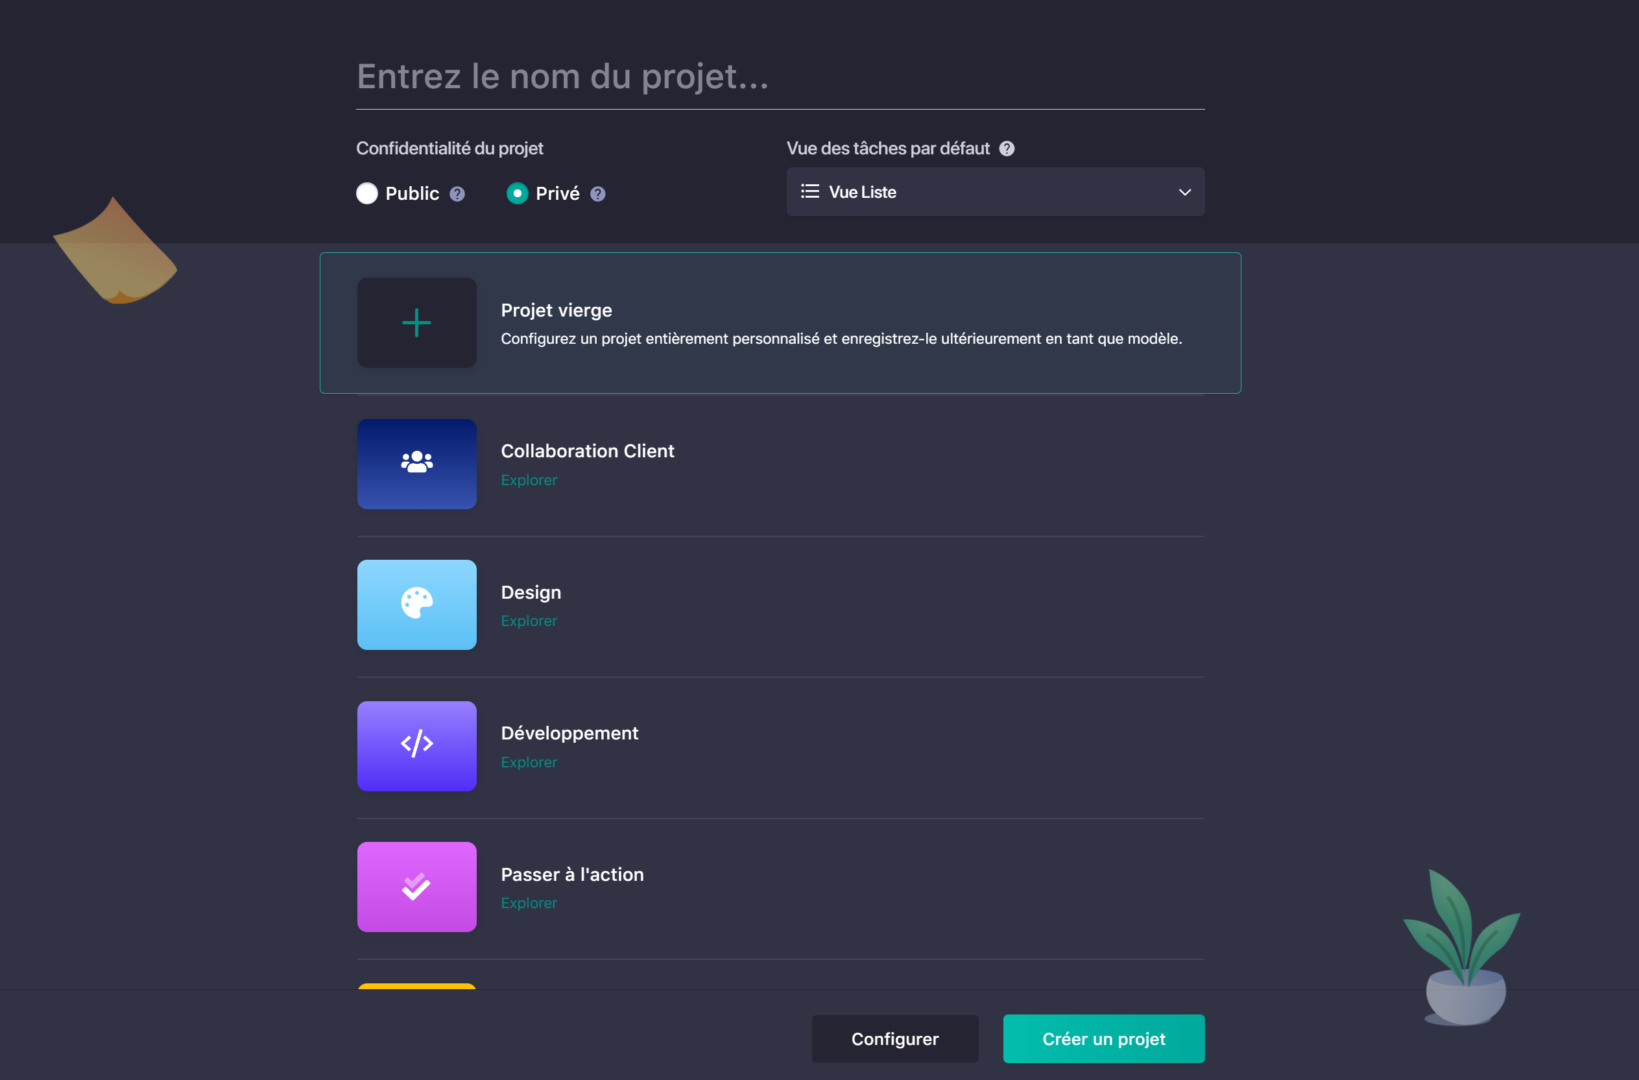 Entrez le nom du projet...
Confidentialité du projet
Vue des tâches par défaut ?
Public ?
Privé ?
Vue Liste
Projet vierge
Configurez un projet entièrement personnalisé et enregistrez-le ultérieurement en tant que modèle.
Collaboration Client
Explorer
Design
Explorer
Développement
Explorer
Passer à l'action
Explorer
Configurer
Créer un projet